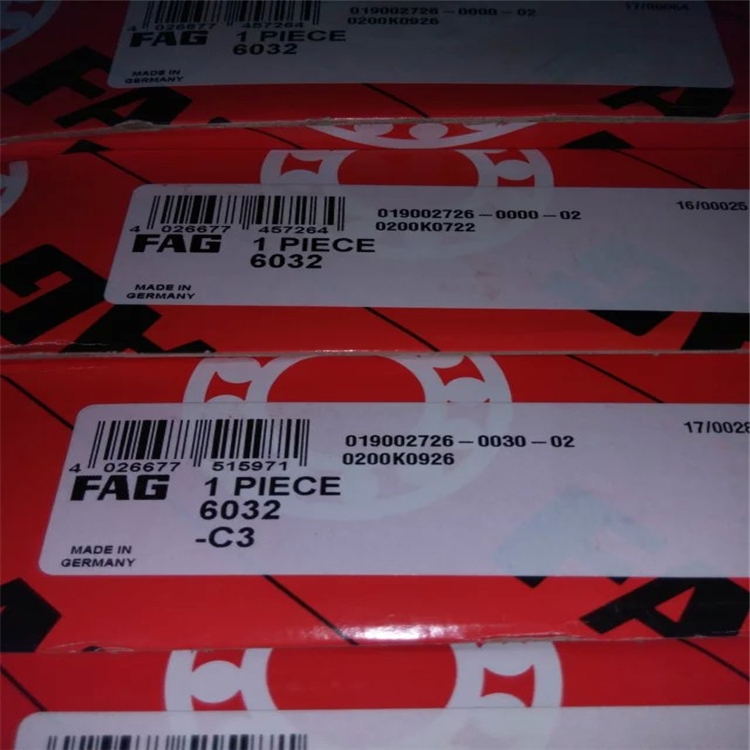 4 026677 457264
019002726-0000-02
0200K0926
FAG 1 PIECE
6032
MADE IN
GERMANY
4 026677 457264
019002726-0000-02
0200K0722
16/00025
FAG 1 PIECE
6032
MADE IN
GERMANY
4 026677 515971
019002726-0030-02
0200K0926
17/0028
FAG 1 PIECE
6032
-C3
MADE IN
GERMANY